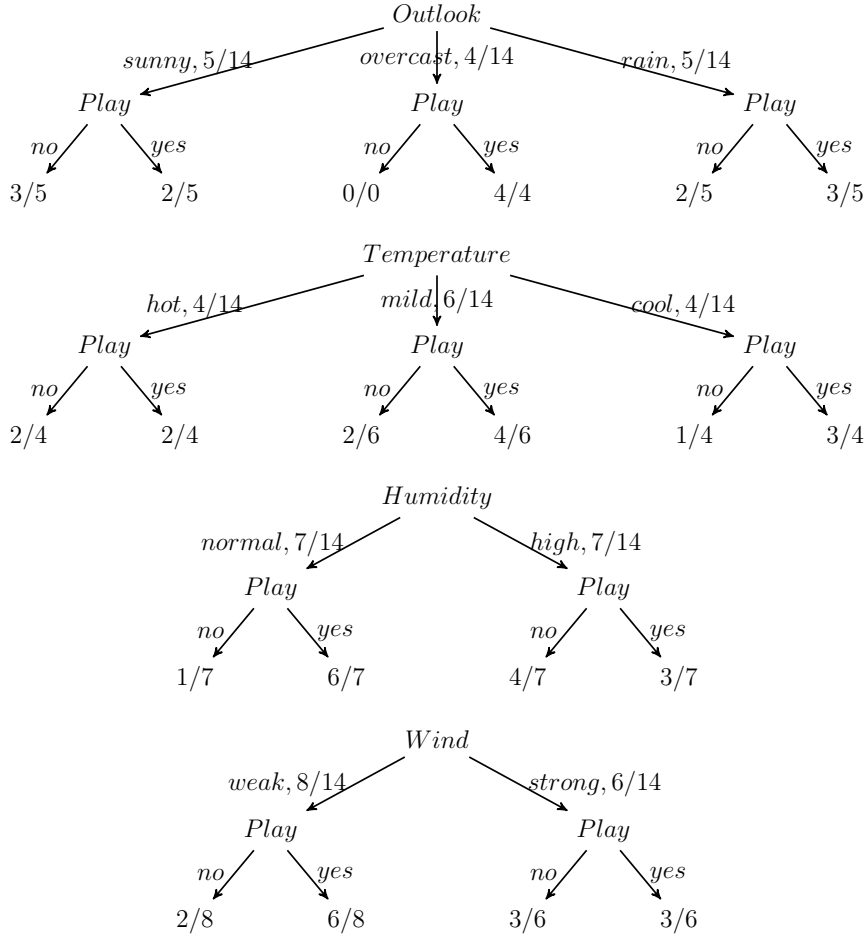 Outlook
sunny, 5/14 overcast, 4/14 rain, 5/14
Play Play Play
no yes no yes no yes
3/5 2/5 0/0 4/4 2/5 3/5
Temperature
hot, 4/14 mild, 6/14 cool, 4/14
Play Play Play
no yes no yes no yes
2/4 2/4 2/6 4/6 1/4 3/4
Humidity
normal, 7/14 high, 7/14
Play Play
no yes no yes
1/7 6/7 4/7 3/7
Wind
weak, 8/14 strong, 6/14
Play Play
no yes no yes
2/8 6/8 3/6 3/6